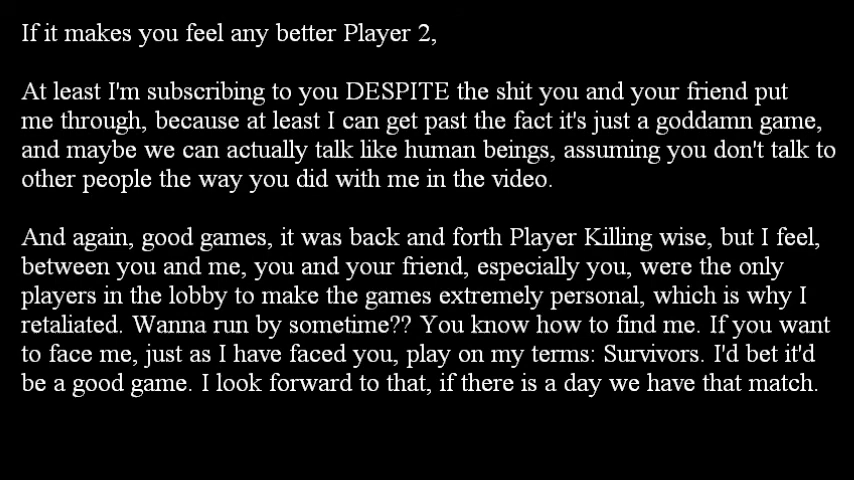 If it makes you feel any better Player 2,
At least I'm subscribing to you DESPITE the shit you and your friend put
me through, because at least I can get past the fact it's just a goddamn game,
and maybe we can actually talk like human beings, assuming you don't talk to
other people the way you did with me in the video.
And again, good games, it was back and forth Player Killing wise, but I feel,
between you and me, you and your friend, especially you, were the only
players in the lobby to make the games extremely personal, which is why I
retaliated. Wanna run by sometime?? You know how to find me. If you want
to face me, just as I have faced you, play on my terms: Survivors. I'd bet it'd
be a good game. I look forward to that, if there is a day we have that match.